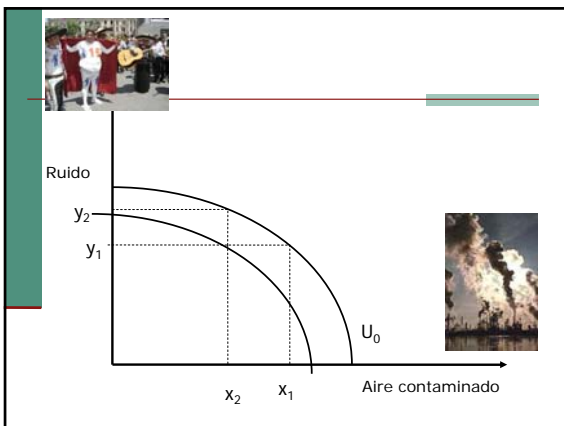 Ruido
y₂
y₁
U₀
x₂
x₁
Aire contaminado